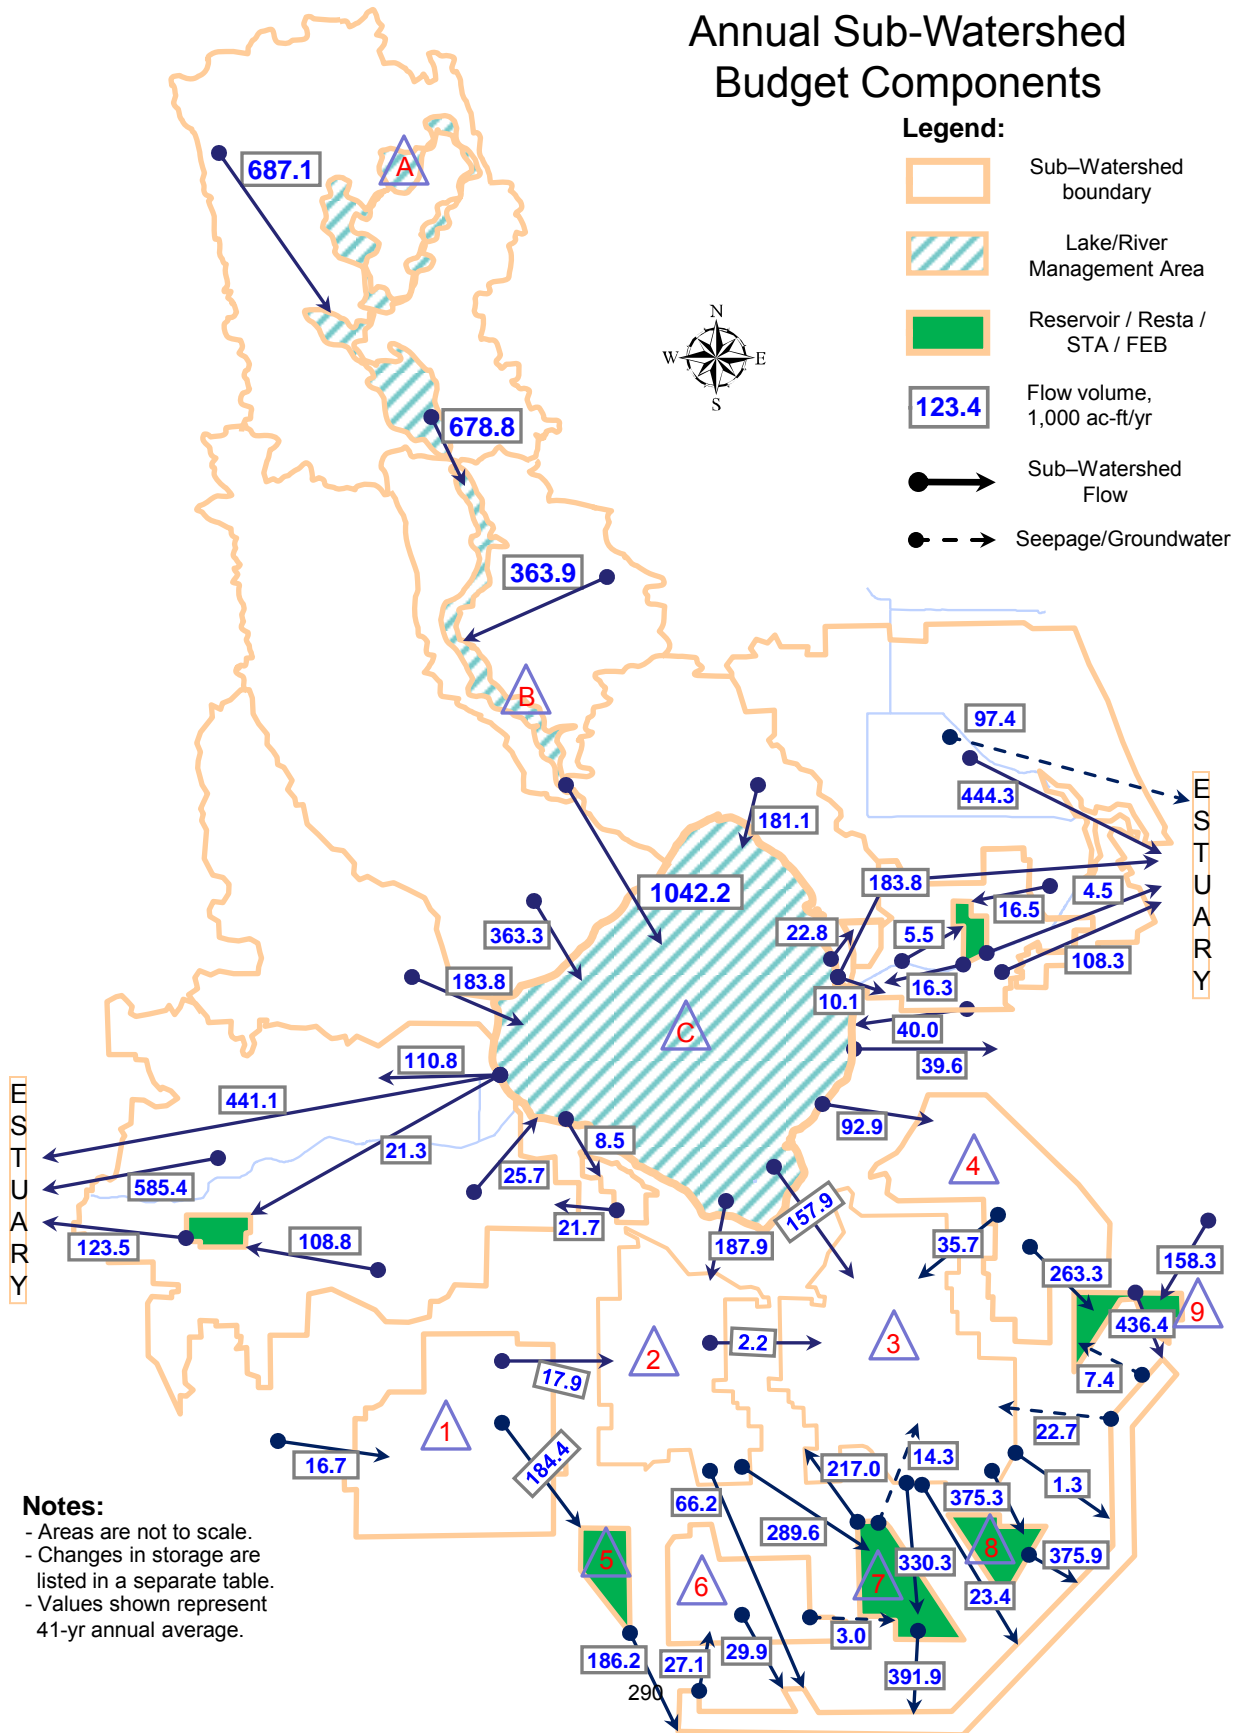 Annual Sub-Watershed
Budget Components
Legend:
Sub–Watershed
boundary
Lake/River
Management Area
Reservoir / Resta /
STA / FEB
123.4
Flow volume,
1,000 ac-ft/yr
Sub–Watershed
Flow
Seepage/Groundwater
N
W
E
S
687.1
A
678.8
363.9
B
97.4
444.3
181.1
1042.2
183.8
16.5
4.5
363.3
22.8
5.5
108.3
183.8
10.1
16.3
C
40.0
39.6
110.8
441.1
92.9
21.3
8.5
25.7
585.4
21.7
123.5
108.8
187.9
157.9
4
35.7
263.3
158.3
9
436.4
2.2
3
2
17.9
7.4
1
22.7
16.7
184.4
14.3
217.0
66.2
375.3
1.3
289.6
330.3
8
375.9
5
6
7
23.4
3.0
29.9
27.1
186.2
391.9
290
ESTUARY
ESTUARY
Notes:
- Areas are not to scale.
- Changes in storage are
listed in a separate table.
- Values shown represent
41-yr annual average.